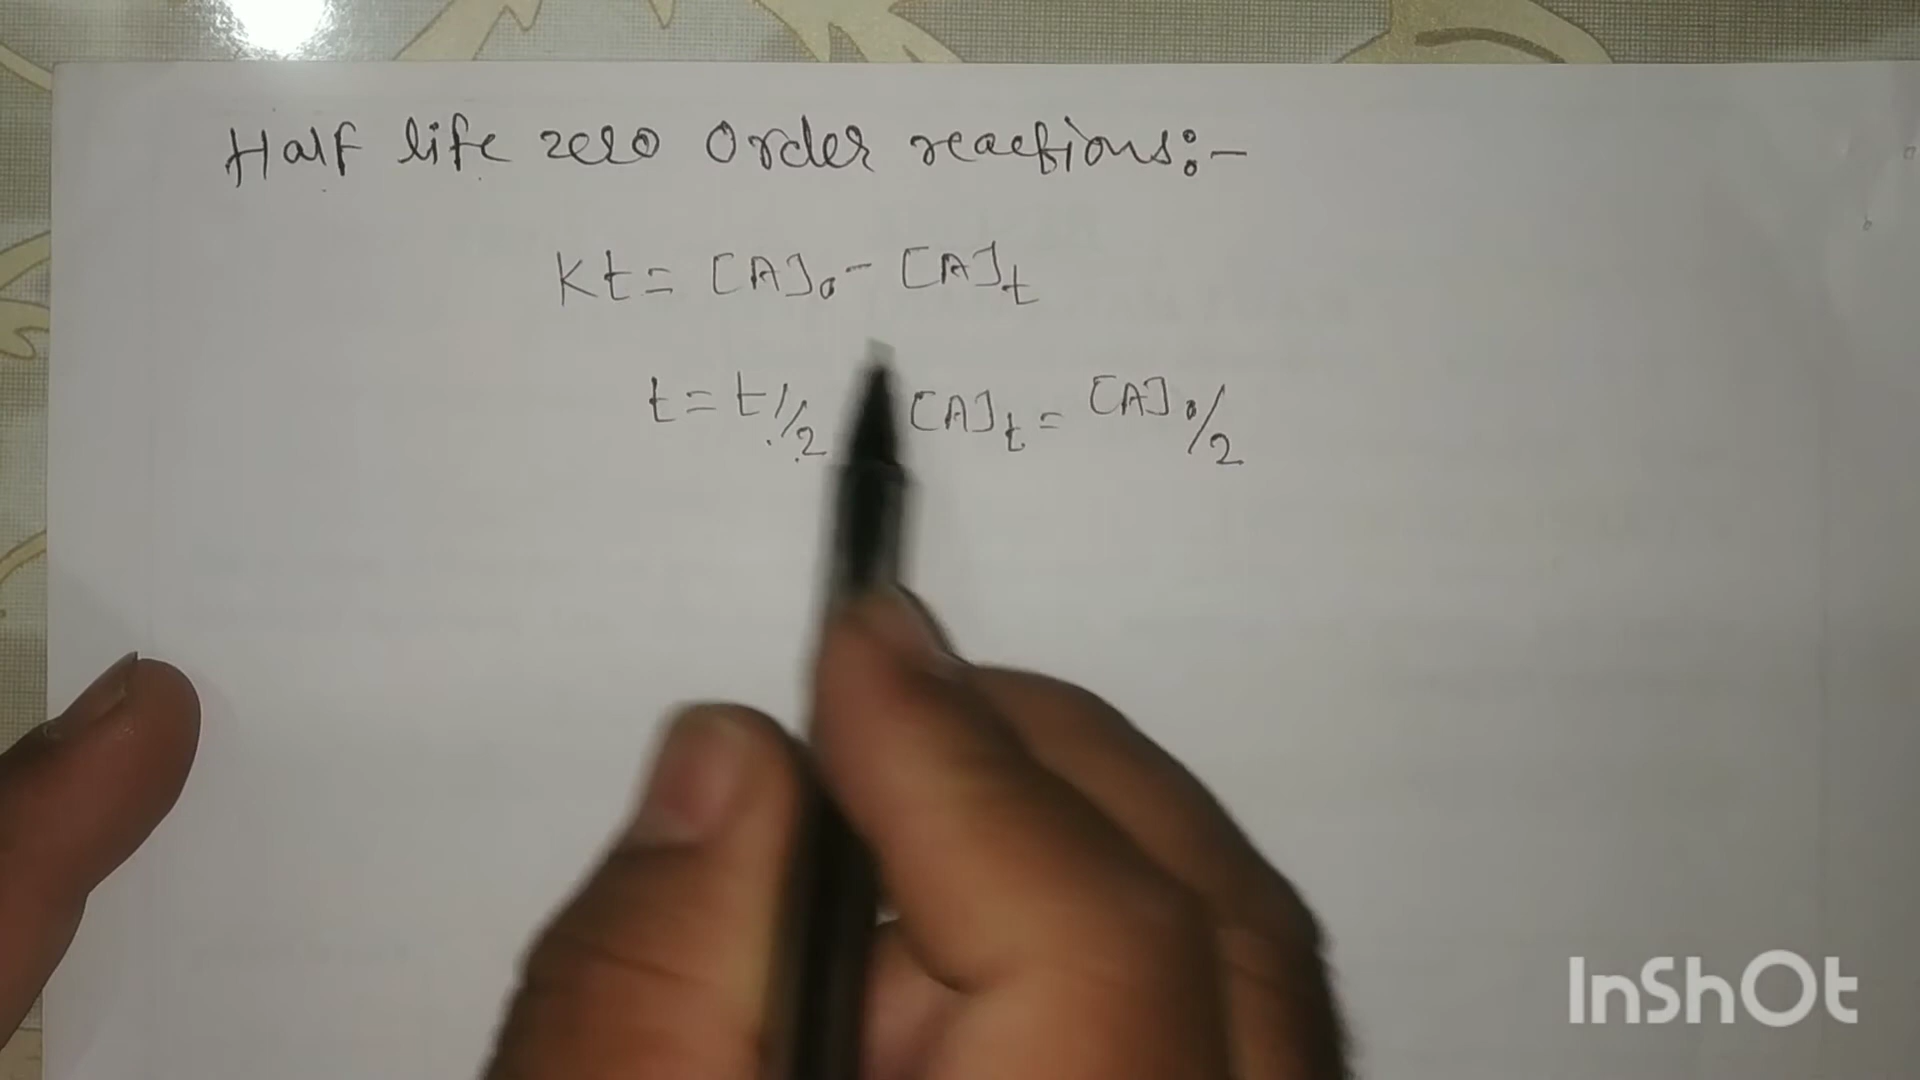 Half life zero order reactions:-
Kt = [A]₀ - [A]t
t = t1/2 [A]t = [A]₀/2
InShOt